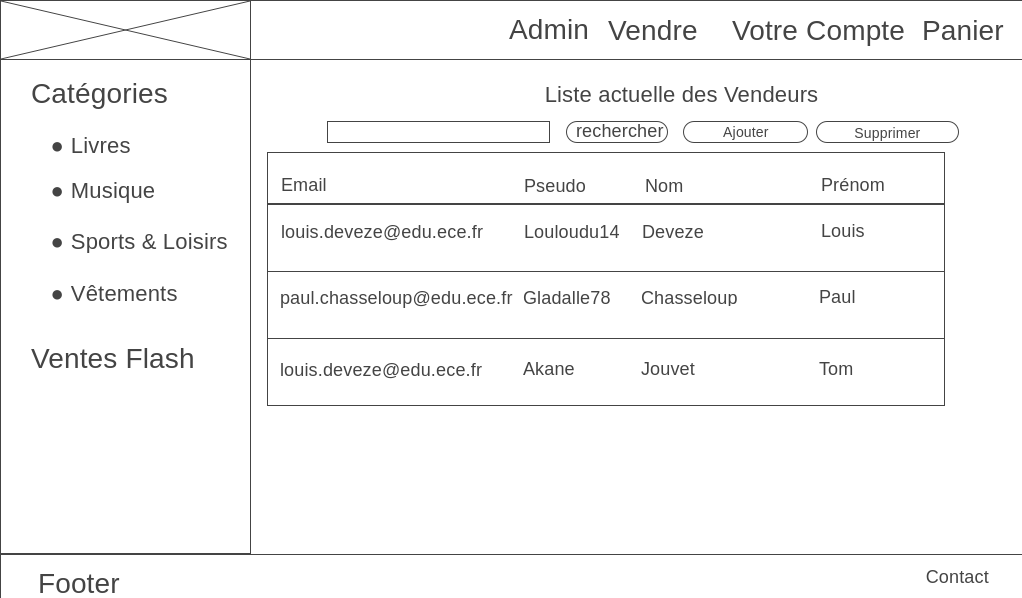 Admin Vendre Votre Compte Panier
Catégories
● Livres
● Musique
● Sports & Loisirs
● Vêtements
Ventes Flash
Liste actuelle des Vendeurs
rechercher Ajouter Supprimer
Email Pseudo Nom Prénom
louis.deveze@edu.ece.fr Louloudu14 Deveze Louis
paul.chasseloup@edu.ece.fr Gladalle78 Chasseloup Paul
louis.deveze@edu.ece.fr Akane Jouvet Tom
Footer
Contact